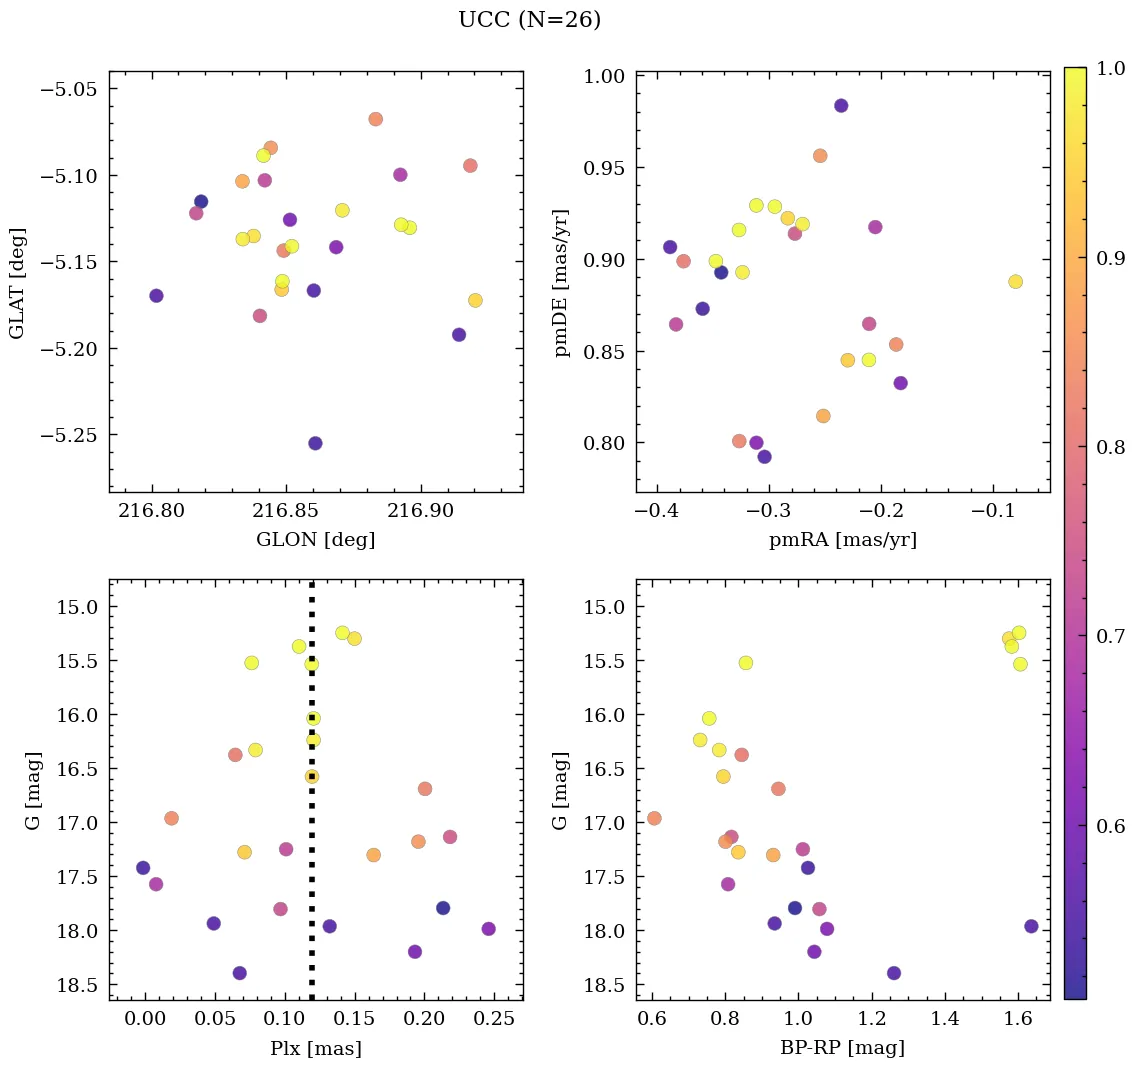 UCC (N=26)
−5.05
−5.10
−5.15
−5.20
−5.25
GLAT [deg]
216.80 216.85 216.90
GLON [deg]
1.00
0.95
0.90
0.85
0.80
pmDE [mas/yr]
−0.4 −0.3 −0.2 −0.1
pmRA [mas/yr]
1.0
0.9
0.8
0.7
0.6
15.0
15.5
16.0
16.5
17.0
17.5
18.0
18.5
G [mag]
0.00 0.05 0.10 0.15 0.20 0.25
Plx [mas]
15.0
15.5
16.0
16.5
17.0
17.5
18.0
18.5
G [mag]
0.6 0.8 1.0 1.2 1.4 1.6
BP-RP [mag]